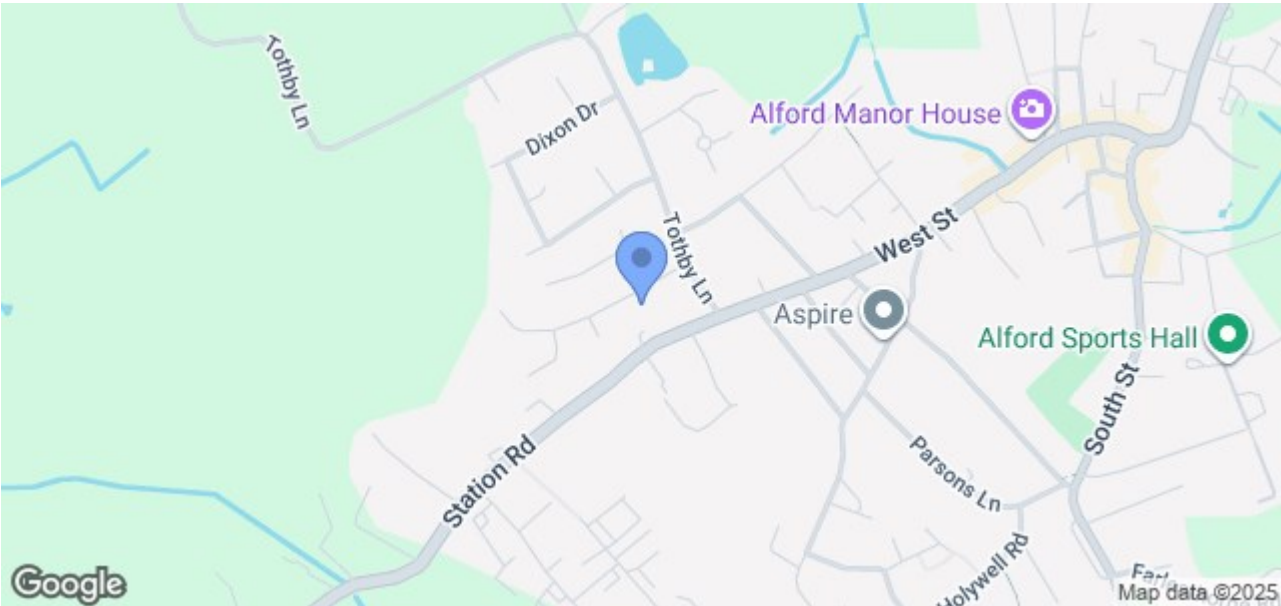 Tothby Ln
Dixon Dr
Alford Manor House
Tothby Ln
West St
Aspire
Alford Sports Hall
South St
Station Rd
Parsons Ln
Holywell Rd
Google
Map data ©2025